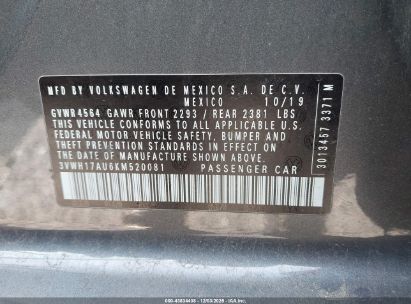 MFD BY VOLKSWAGEN DE MEXICO S.A. DE C.V.
MEXICO 10/19
GVWR4564 GAWR FRONT 2293 / REAR 2381 LBS
THIS VEHICLE CONFORMS TO ALL APPLICABLE U.S.
FEDERAL MOTOR VEHICLE SAFETY, BUMPER AND
THEFT PREVENTION STANDARDS IN EFFECT ON THE
DATE OF MANUFACTURE SHOWN ABOVE.
3VWH17AU6KM520081 PASSENGER CAR
3013457 3371 M